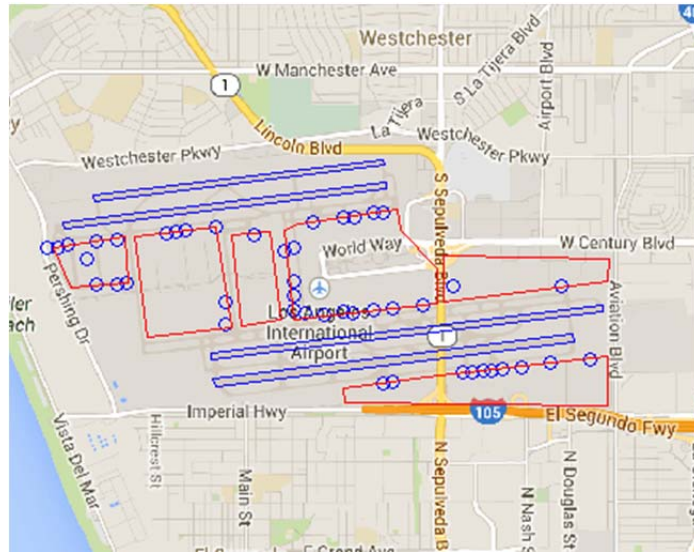 Westchester
W Manchester Ave
S La Tijera Blvd
Airport Blvd
1
La Tijera
Lincoln Blvd
Westchester Pkwy
Westchester Pkwy
S Sepulveda Blvd
World Way
W Century Blvd
Pershing Dr
Los Angeles
International
Airport
1
Aviation Blvd
Imperial Hwy
105
El Segundo Fwy
Vista Del Mar
Hillcrest St
Main St
N Sepulveda B
N Nash S
N Douglas St
E Grand Ave